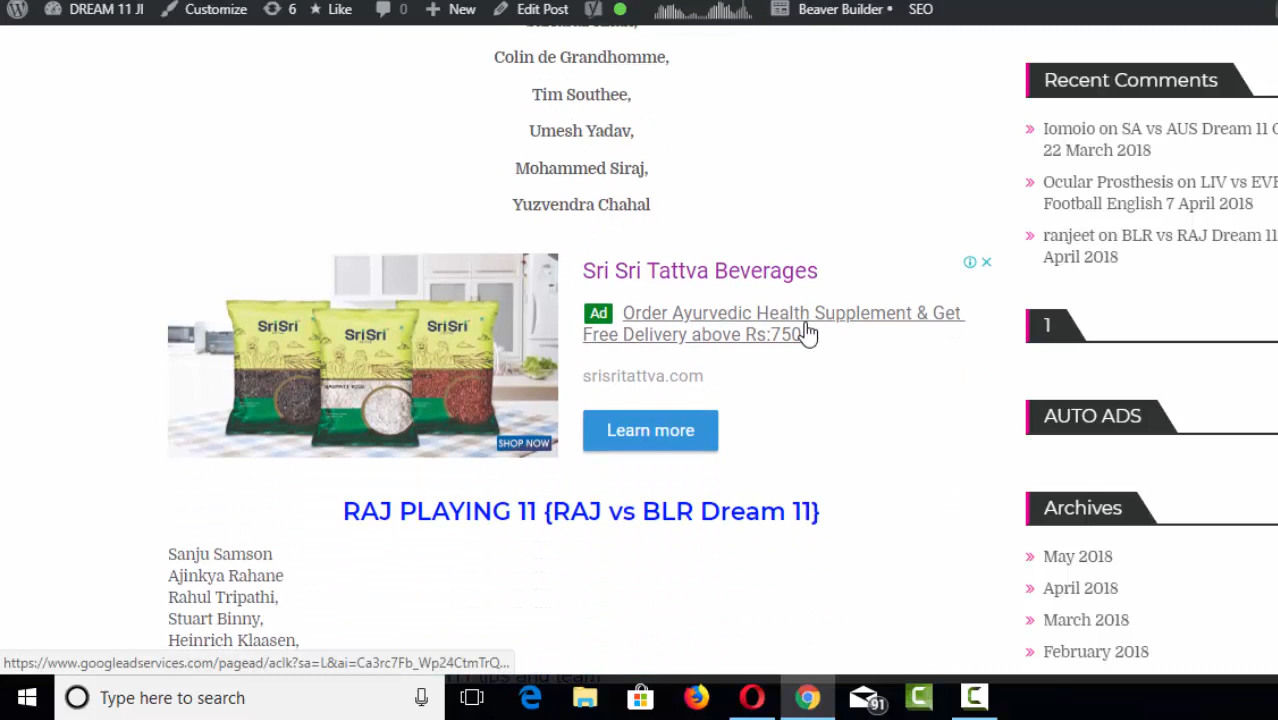 DREAM 11 JI Customize 6 Like 0 New Edit Post Beaver Builder SEO
Colin de Grandhomme,
Tim Southee,
Umesh Yadav,
Mohammed Siraj,
Yuzvendra Chahal
SriSri SriSri SriSri
SHOP NOW
Sri Sri Tattva Beverages
Ad Order Ayurvedic Health Supplement & Get
Free Delivery above Rs:750
srisritattva.com
Learn more
RAJ PLAYING 11 {RAJ vs BLR Dream 11}
Sanju Samson
Ajinkya Rahane
Rahul Tripathi,
Stuart Binny,
Heinrich Klaasen,
Recent Comments
Iomoio on SA vs AUS Dream 11
22 March 2018
Ocular Prosthesis on LIV vs
Football English 7 April 2018
ranjeet on BLR vs RAJ Dream 11
April 2018
1
AUTO ADS
Archives
May 2018
April 2018
March 2018
February 2018
https://www.googleadservices.com/pagead/aclk?sa=L&ai=Ca3rc7Fb_Wp24CtmTrQ...
Type here to search
91